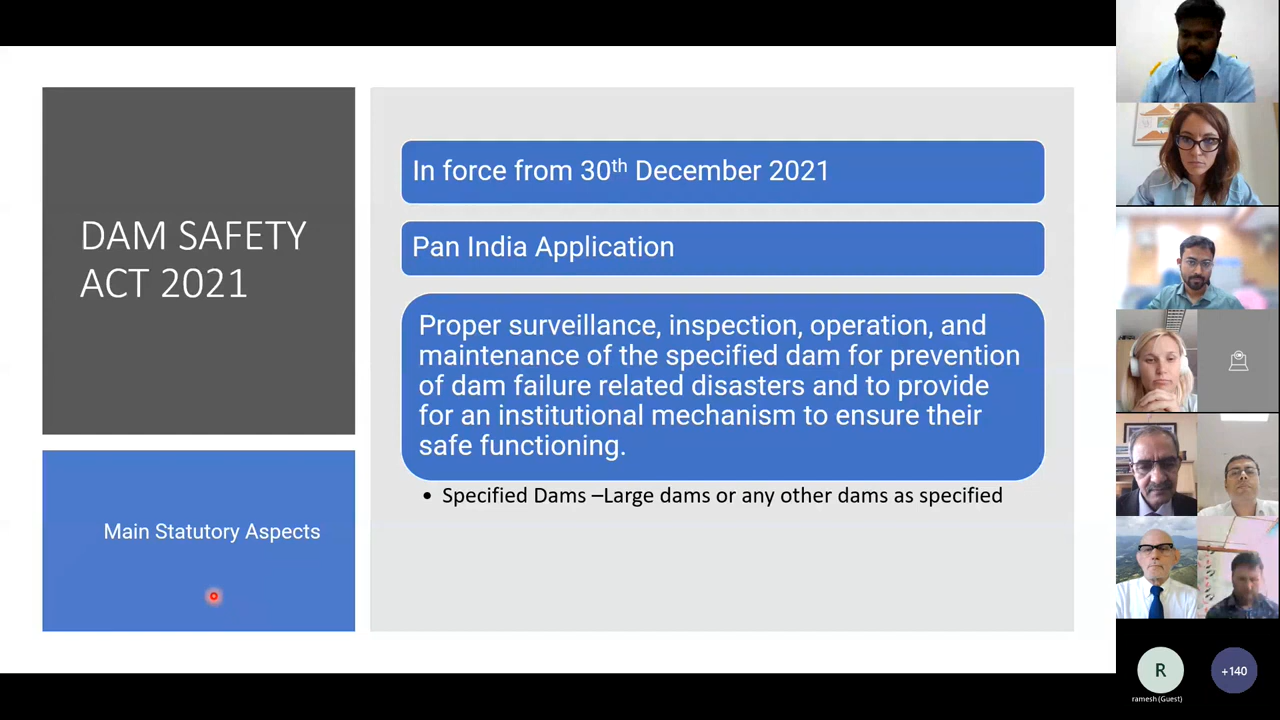 DAM SAFETY
ACT 2021
Main Statutory Aspects
In force from 30th December 2021
Pan India Application
Proper surveillance, inspection, operation, and
maintenance of the specified dam for prevention
of dam failure related disasters and to provide
for an institutional mechanism to ensure their
safe functioning.
• Specified Dams –Large dams or any other dams as specified
R
ramesh (Guest)
+140